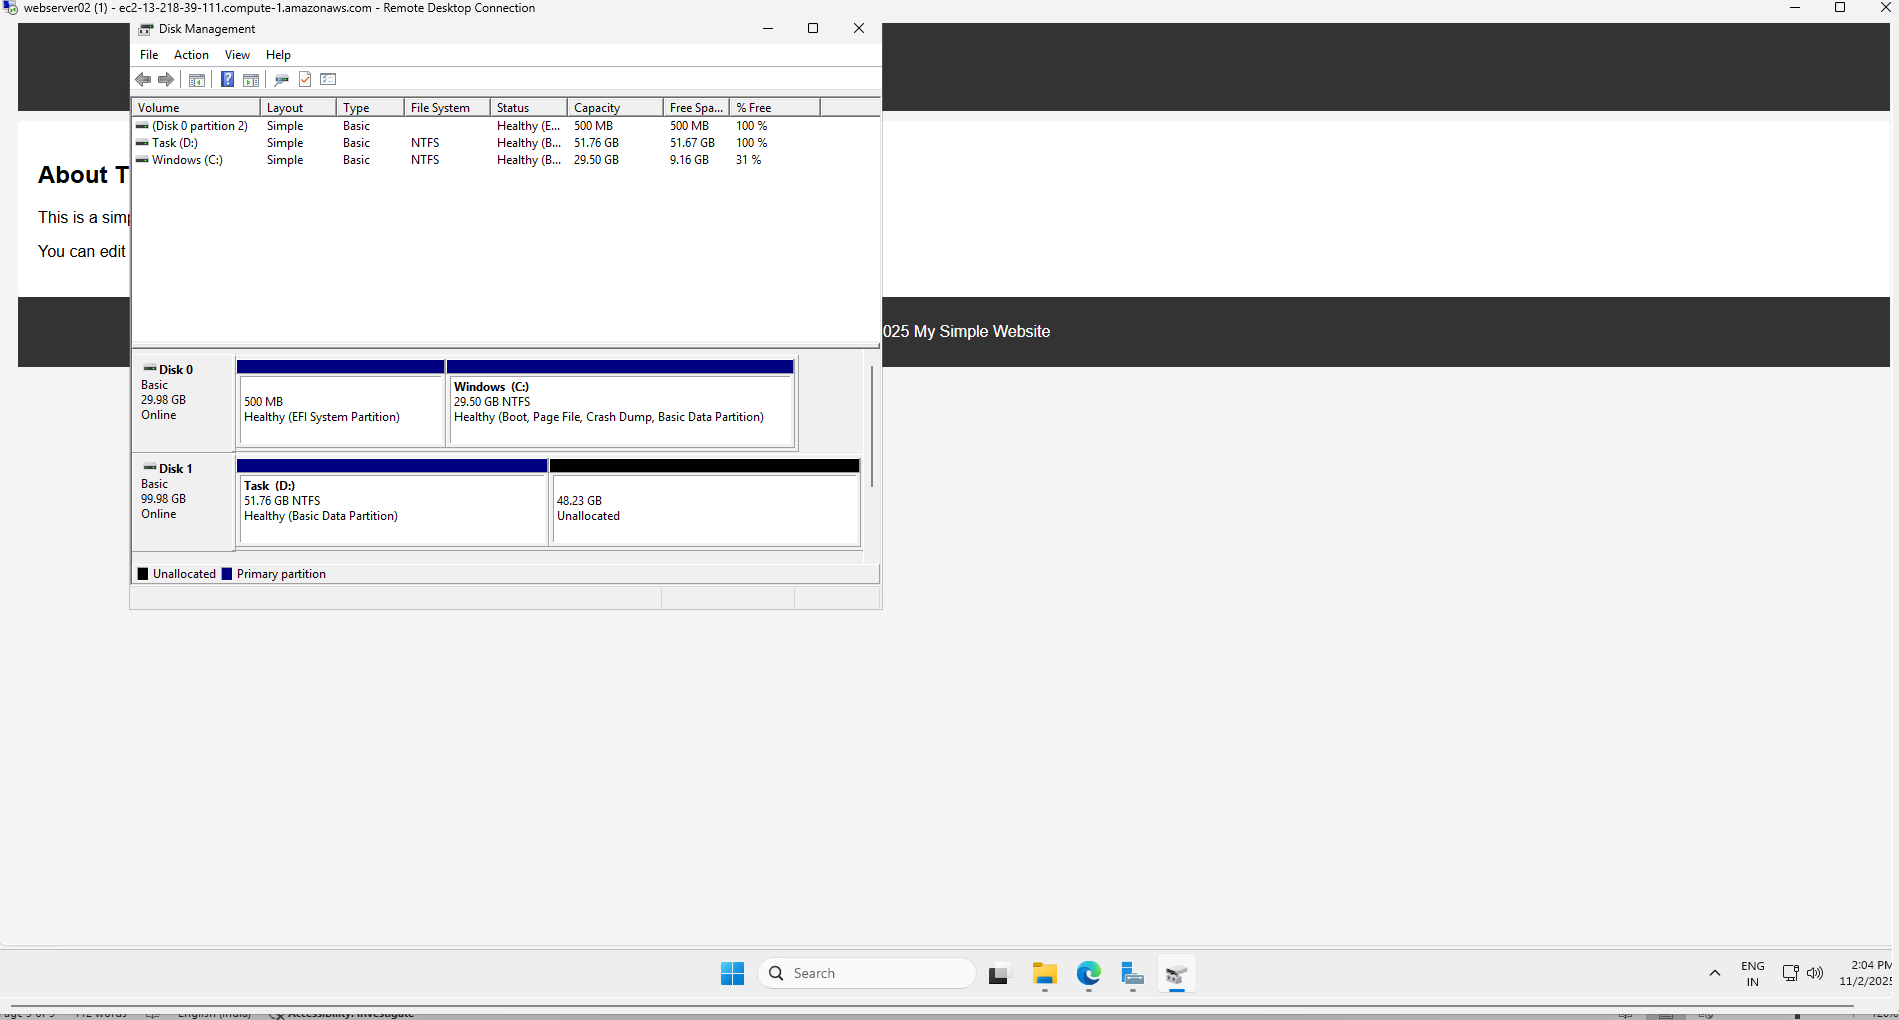 webserver02 (1) - ec2-13-218-39-111.compute-1.amazonaws.com - Remote Desktop Connection
Disk Management
File Action View Help
Volume Layout Type File System Status Capacity Free Spa... % Free
(Disk 0 partition 2) Simple Basic Healthy (E... 500 MB 500 MB 100 %
Task (D:) Simple Basic NTFS Healthy (B... 51.76 GB 51.67 GB 100 %
Windows (C:) Simple Basic NTFS Healthy (B... 29.50 GB 9.16 GB 31 %
About T
This is a simp
You can edit
025 My Simple Website
Disk 0
Basic
29.98 GB
Online
500 MB
Healthy (EFI System Partition)
Windows (C:)
29.50 GB NTFS
Healthy (Boot, Page File, Crash Dump, Basic Data Partition)
Disk 1
Basic
99.98 GB
Online
Task (D:)
51.76 GB NTFS
Healthy (Basic Data Partition)
48.23 GB
Unallocated
Unallocated Primary partition
Search
ENG
IN
2:04 PM
11/2/2025
English (India) Accessibility: Investigate